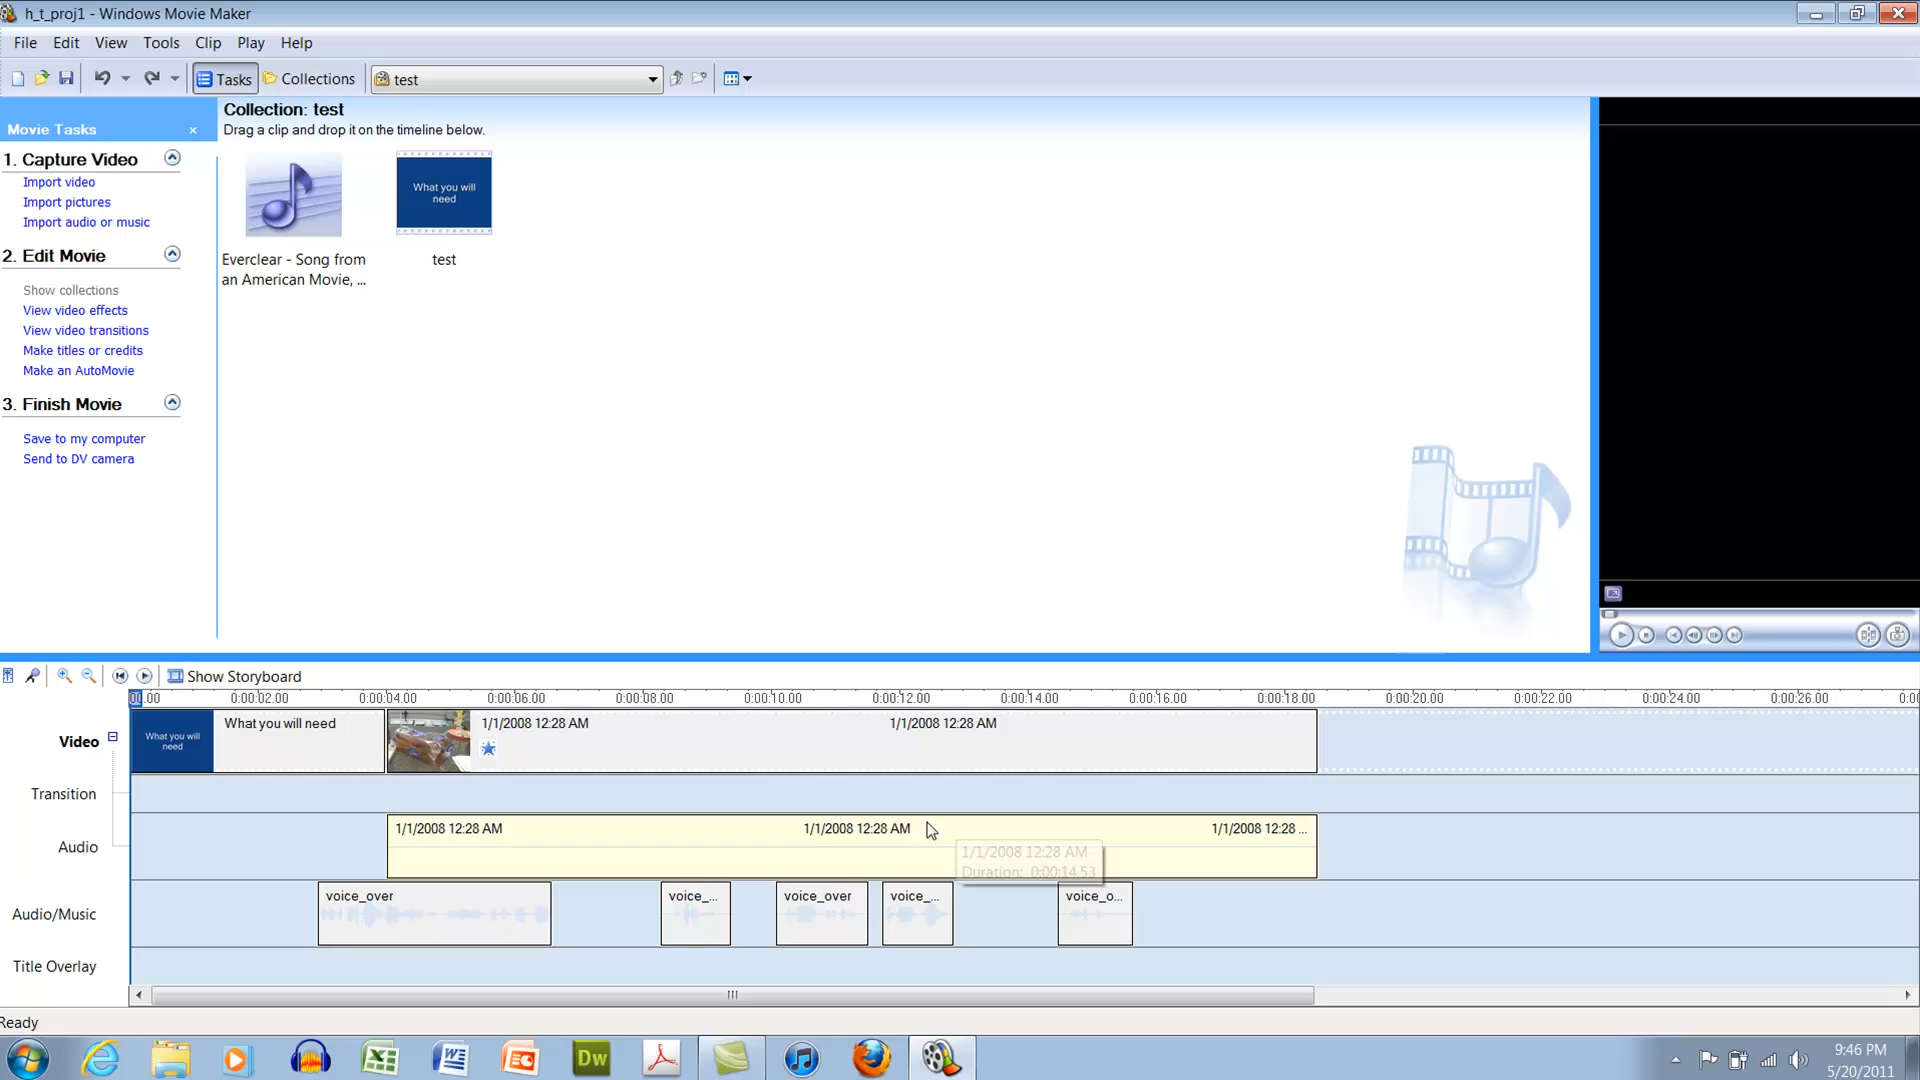 h_t_proj1 - Windows Movie Maker
File Edit View Tools Clip Play Help
Tasks Collections test
Movie Tasks
Collection: test
Drag a clip and drop it on the timeline below.
1. Capture Video
Import video
Import pictures
Import audio or music
2. Edit Movie
Show collections
View video effects
View video transitions
Make titles or credits
Make an AutoMovie
3. Finish Movie
Save to my computer
Send to DV camera
What you will
need
Everclear - Song from
an American Movie, ...
test
Show Storyboard
00.00 0:00:02.00 0:00:04.00 0:00:06.00 0:00:08.00 0:00:10.00 0:00:12.00 0:00:14.00 0:00:16.00 0:00:18.00 0:00:20.00 0:00:22.00 0:00:24.00 0:00:26.00
Video
What you will
need
What you will need
1/1/2008 12:28 AM 1/1/2008 12:28 AM
Transition
Audio
1/1/2008 12:28 AM 1/1/2008 12:28 AM 1/1/2008 12:28 ...
1/1/2008 12:28 AM
Duration: 0:00:14.53
Audio/Music
voice_over voice_... voice_over voice_... voice_o...
Title Overlay
Ready
Dw
9:46 PM
5/20/2011